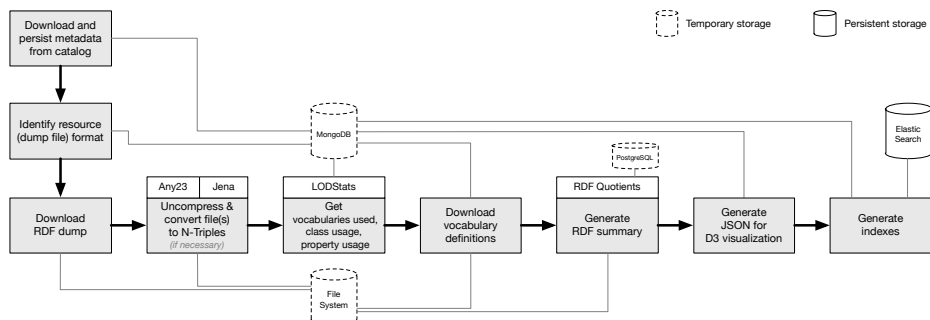 Download and
persist metadata
from catalog
Temporary storage
Persistent storage
Identify resource
(dump file) format
MongoDB
Elastic
Search
PostgreSQL
Any23
Jena
LODStats
RDF Quotients
Download
RDF dump
Uncompress &
convert file(s)
to N-Triples
(if necessary)
Get
vocabularies used,
class usage,
property usage
Download
vocabulary
definitions
Generate
RDF summary
Generate
JSON for
D3 visualization
Generate
indexes
File
System